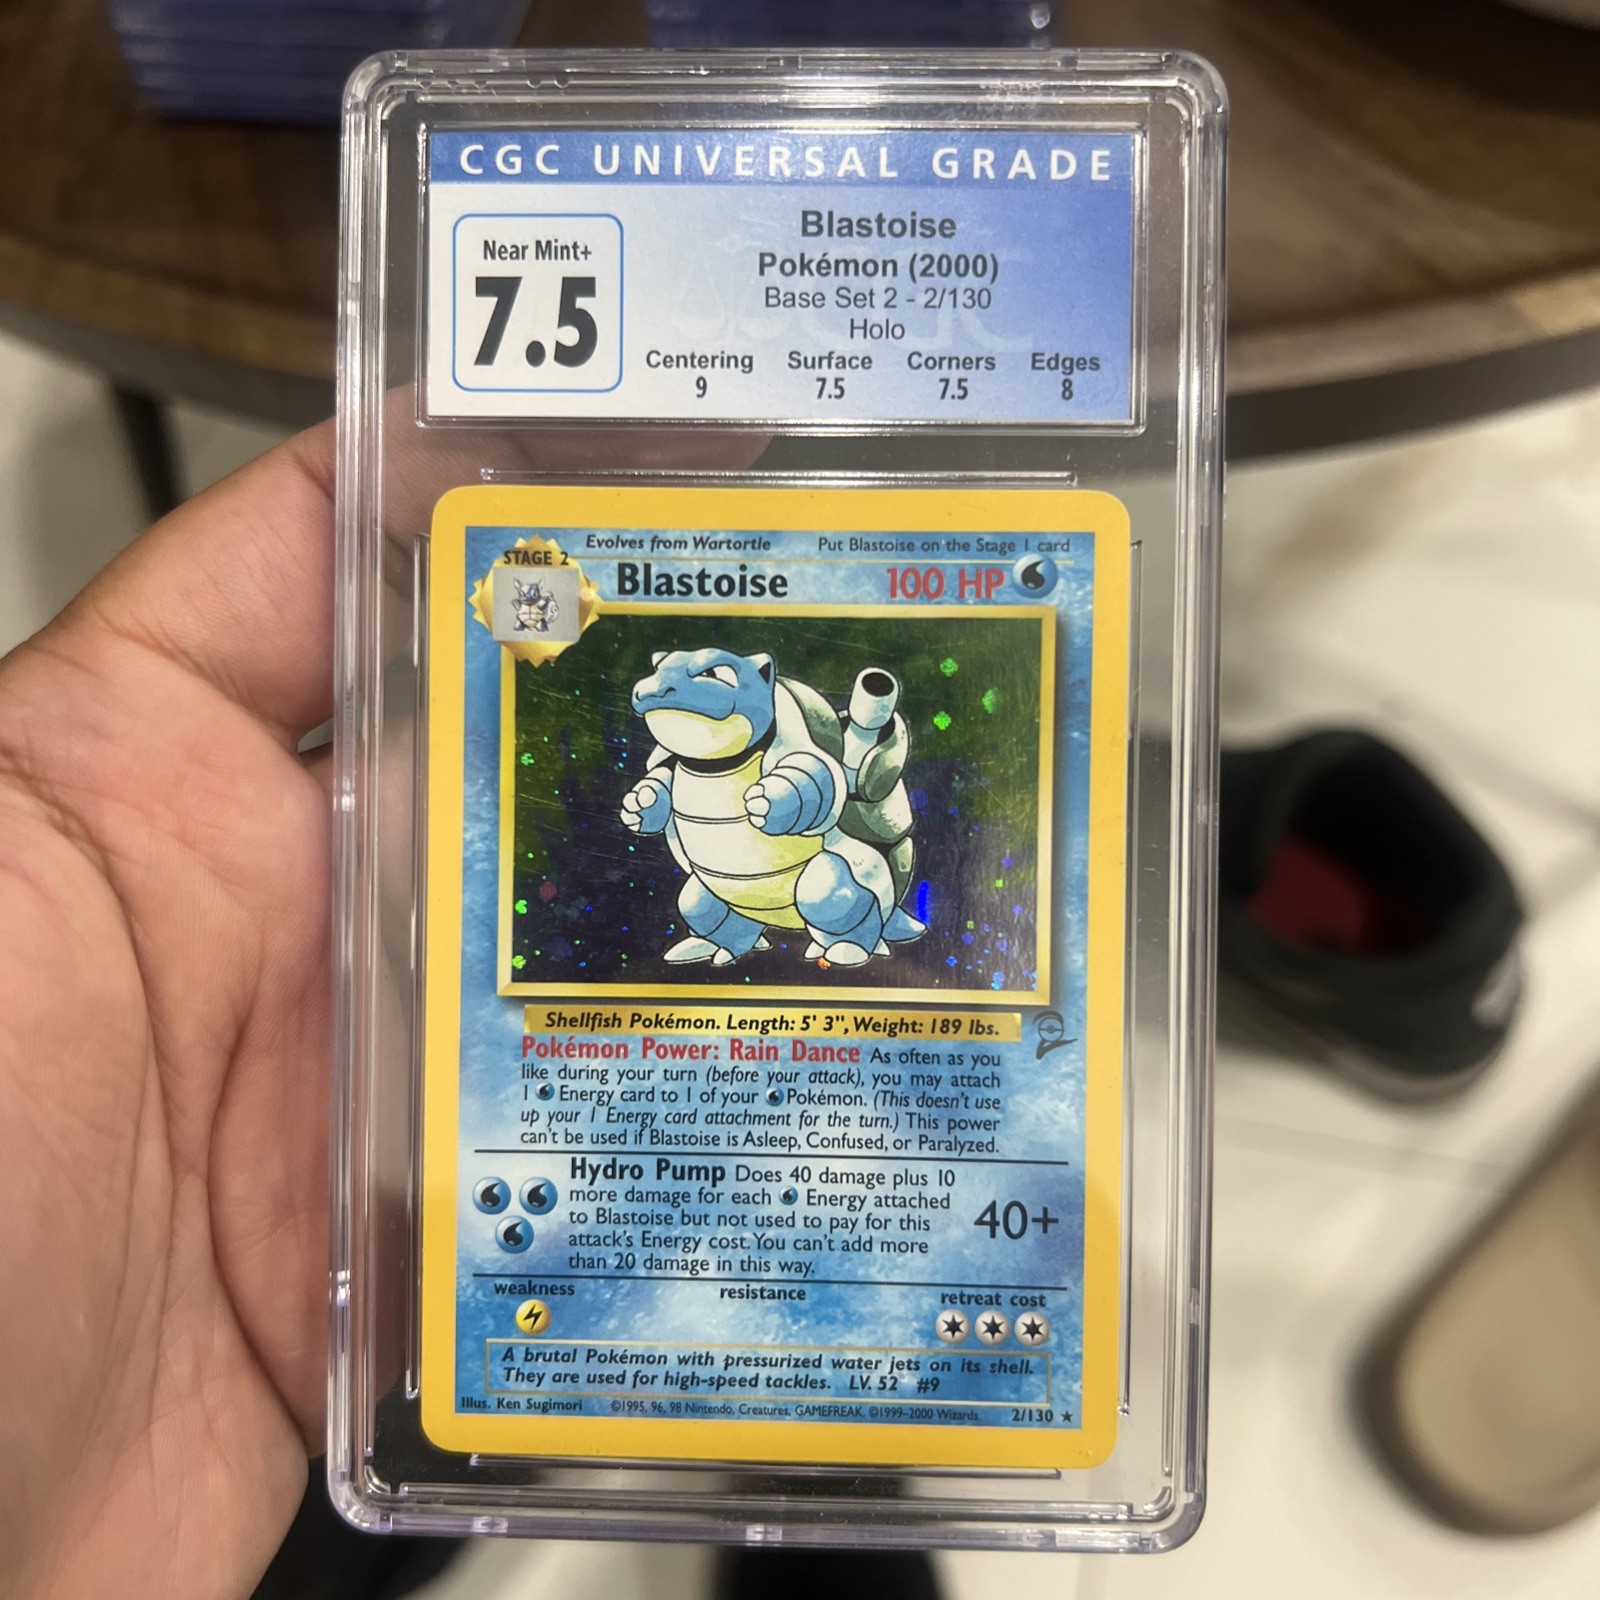 CGC UNIVERSAL GRADE
Near Mint+
7.5
Blastoise
Pokémon (2000)
Base Set 2 - 2/130
Holo
Centering Surface Corners Edges
9 7.5 7.5 8
Evolves from Wartortle Put Blastoise on the Stage 1 card
STAGE 2
Blastoise 100 HP
Shellfish Pokémon. Length: 5' 3", Weight: 189 lbs.
Pokémon Power: Rain Dance As often as you
like during your turn (before your attack), you may attach
1 Energy card to 1 of your Pokémon. (This doesn't use
up your 1 Energy card attachment for the turn.) This power
can't be used if Blastoise is Asleep, Confused, or Paralyzed.
Hydro Pump Does 40 damage plus 10
more damage for each Energy attached
to Blastoise but not used to pay for this
attack's Energy cost. You can't add more
than 20 damage in this way.
40+
weakness resistance retreat cost
A brutal Pokémon with pressurized water jets on its shell.
They are used for high-speed tackles. LV. 52 #9
Illus. Ken Sugimori ©1995, 96, 98 Nintendo, Creatures, GAMEFREAK. ©1999-2000 Wizards. 2/130 ★